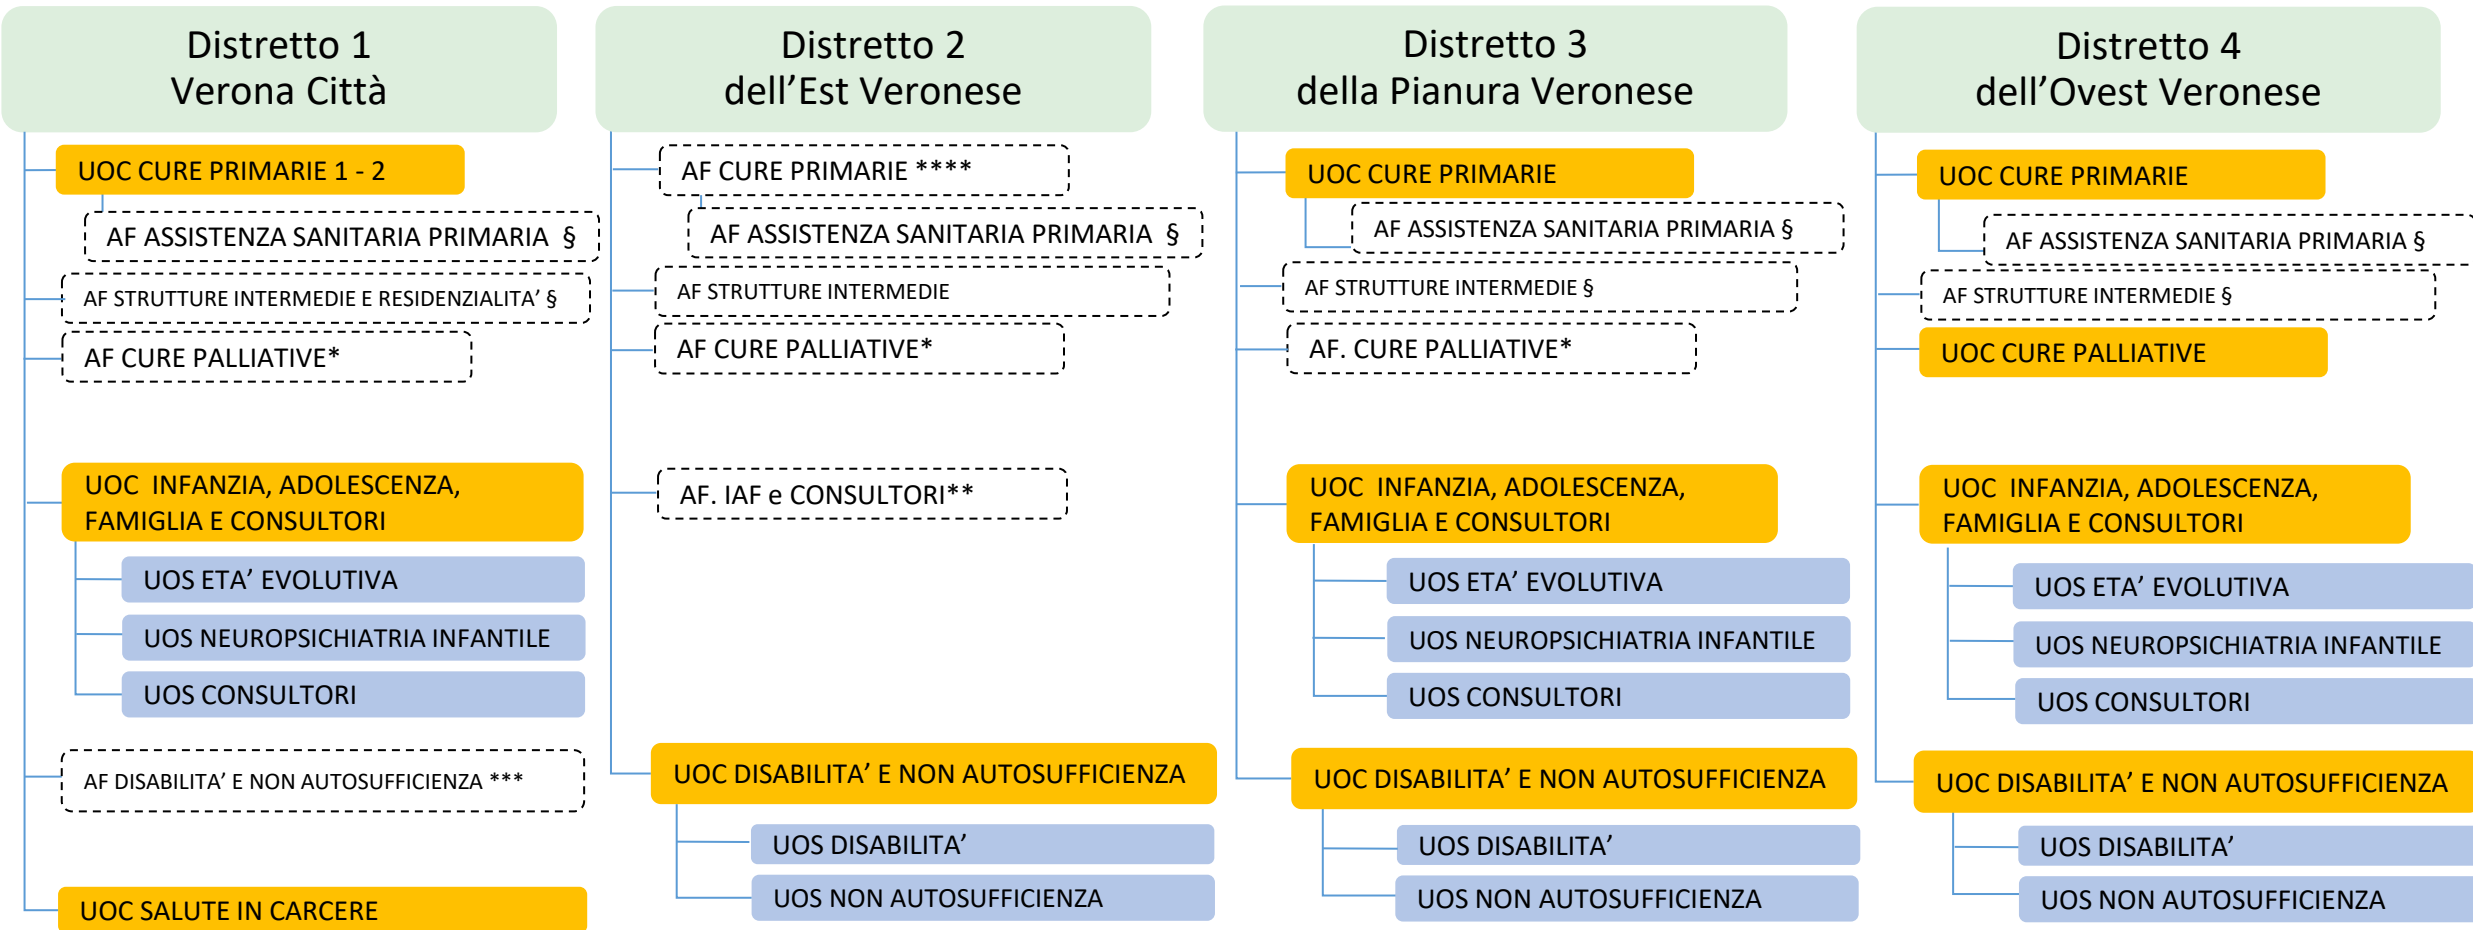 Distretto 1
Verona Città
UOC CURE PRIMARIE 1 - 2
AF ASSISTENZA SANITARIA PRIMARIA §
AF STRUTTURE INTERMEDIE E RESIDENZIALITA’ §
AF CURE PALLIATIVE*
UOC INFANZIA, ADOLESCENZA,
FAMIGLIA E CONSULTORI
UOS ETA’ EVOLUTIVA
UOS NEUROPSICHIATRIA INFANTILE
UOS CONSULTORI
AF DISABILITA’ E NON AUTOSUFFICIENZA ***
UOC SALUTE IN CARCERE
Distretto 2
dell’Est Veronese
AF CURE PRIMARIE ****
AF ASSISTENZA SANITARIA PRIMARIA §
AF STRUTTURE INTERMEDIE
AF CURE PALLIATIVE*
AF. IAF e CONSULTORI**
UOC DISABILITA’ E NON AUTOSUFFICIENZA
UOS DISABILITA’
UOS NON AUTOSUFFICIENZA
Distretto 3
della Pianura Veronese
UOC CURE PRIMARIE
AF ASSISTENZA SANITARIA PRIMARIA §
AF STRUTTURE INTERMEDIE §
AF. CURE PALLIATIVE*
UOC INFANZIA, ADOLESCENZA,
FAMIGLIA E CONSULTORI
UOS ETA’ EVOLUTIVA
UOS NEUROPSICHIATRIA INFANTILE
UOS CONSULTORI
UOC DISABILITA’ E NON AUTOSUFFICIENZA
UOS DISABILITA’
UOS NON AUTOSUFFICIENZA
Distretto 4
dell’Ovest Veronese
UOC CURE PRIMARIE
AF ASSISTENZA SANITARIA PRIMARIA §
AF STRUTTURE INTERMEDIE §
UOC CURE PALLIATIVE
UOC INFANZIA, ADOLESCENZA,
FAMIGLIA E CONSULTORI
UOS ETA’ EVOLUTIVA
UOS NEUROPSICHIATRIA INFANTILE
UOS CONSULTORI
UOC DISABILITA’ E NON AUTOSUFFICIENZA
UOS DISABILITA’
UOS NON AUTOSUFFICIENZA